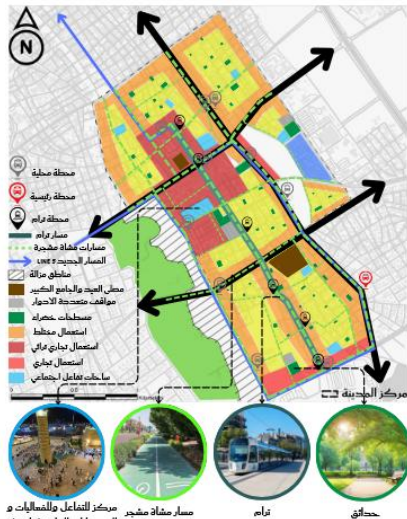 N
محطة محلية
محطة رئيسية
محطة ترام
مسار ترام
مسارات مشاة مشجرة
المسار الجديد LINE 5
مناطق مزالة
مصلى العيد والجامع الكبير
مواقف متعددة الادوار
مسطحات خضراء
استعمال مختلط
استعمال تجاري تراثي
استعمال تجاري
ساحات تفاعل اجتماعي
مركز المدينة
مركز للتفاعل والفعاليات و
مسار مشاة مشجر
ترام
حدائق